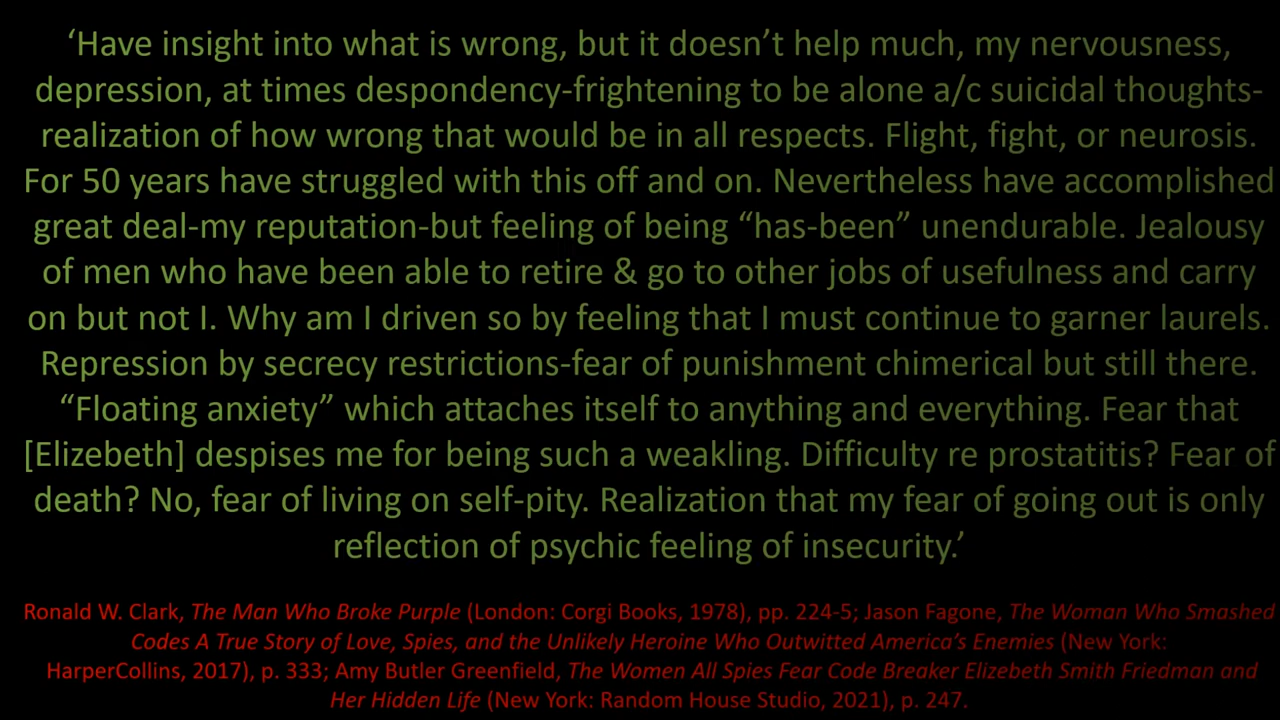 ‘Have insight into what is wrong, but it doesn’t help much, my nervousness,
depression, at times despondency-frightening to be alone a/c suicidal thoughts-
realization of how wrong that would be in all respects. Flight, fight, or neurosis.
For 50 years have struggled with this off and on. Nevertheless have accomplished
great deal-my reputation-but feeling of being “has-been” unendurable. Jealousy
of men who have been able to retire & go to other jobs of usefulness and carry
on but not I. Why am I driven so by feeling that I must continue to garner laurels.
Repression by secrecy restrictions-fear of punishment chimerical but still there.
“Floating anxiety” which attaches itself to anything and everything. Fear that
[Elizebeth] despises me for being such a weakling. Difficulty re prostatitis? Fear of
death? No, fear of living on self-pity. Realization that my fear of going out is only
reflection of psychic feeling of insecurity.’
Ronald W. Clark, The Man Who Broke Purple (London: Corgi Books, 1978), pp. 224-5; Jason Fagone, The Woman Who Smashed
Codes A True Story of Love, Spies, and the Unlikely Heroine Who Outwitted America’s Enemies (New York:
HarperCollins, 2017), p. 333; Amy Butler Greenfield, The Women All Spies Fear Code Breaker Elizebeth Smith Friedman and
Her Hidden Life (New York: Random House Studio, 2021), p. 247.